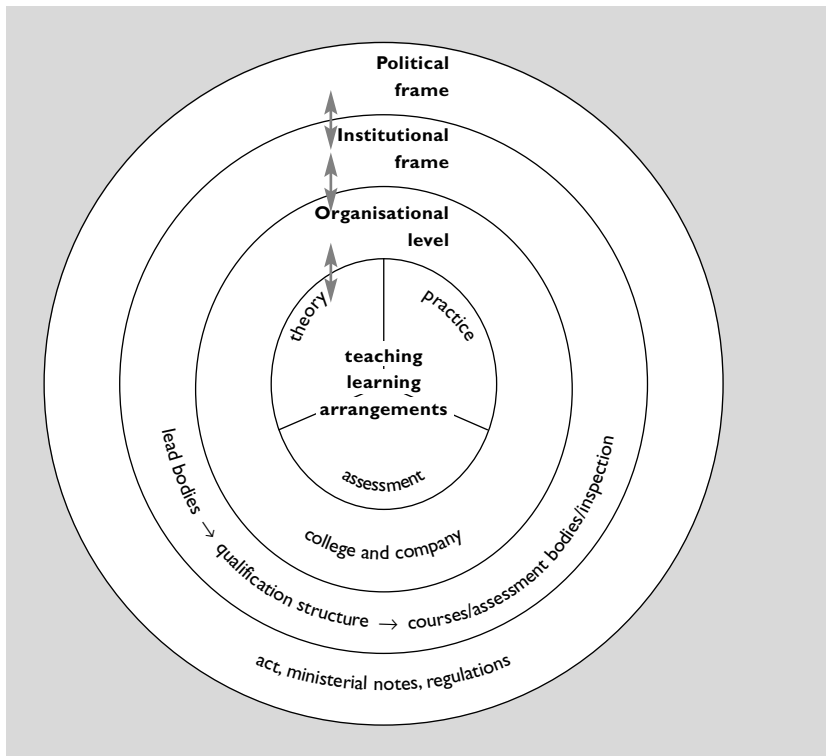 Political
frame
Institutional
frame
Organisational
level
theory
practice
teaching
learning
arrangements
assessment
college and company
lead bodies → qualification structure → courses/assessment bodies/inspection
act, ministerial notes, regulations